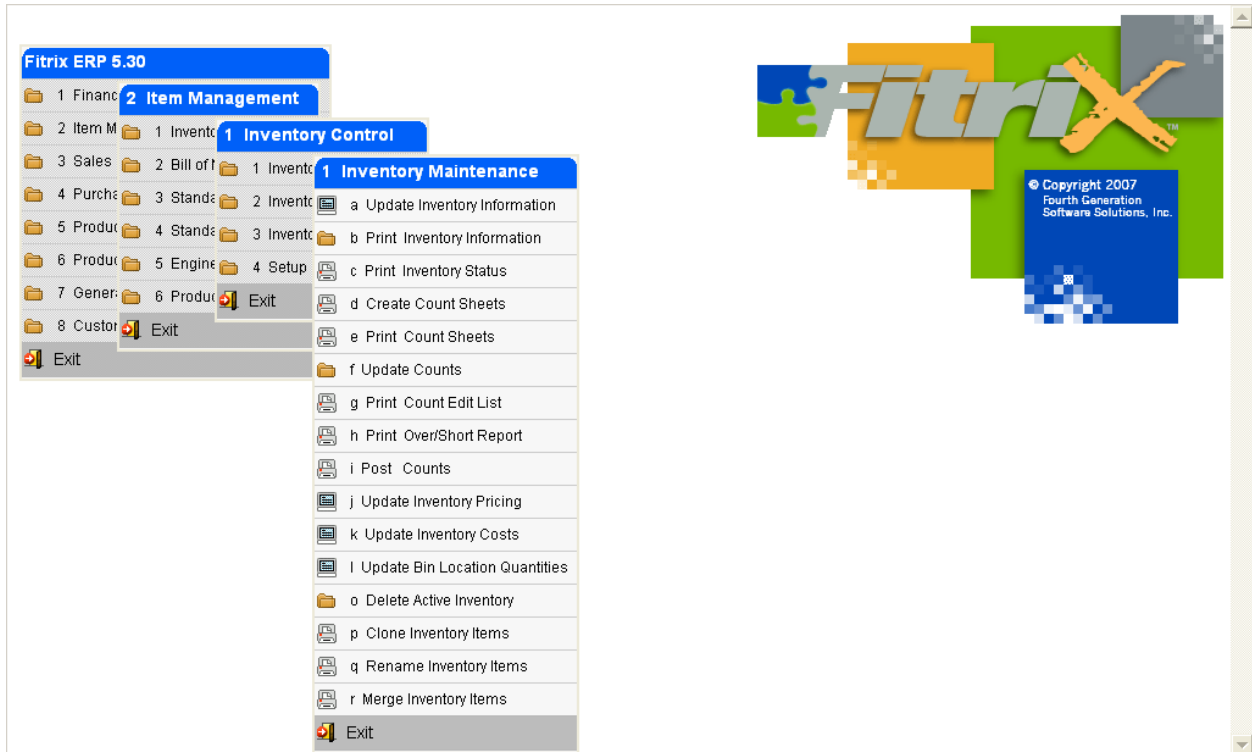 Fitrix ERP 5.30
1 Financ
2 Item M
3 Sales
4 Purcha
5 Produc
6 Produc
7 Genera
8 Custom
Exit
2 Item Management
1 Invento
2 Bill of
3 Standa
4 Standa
5 Engine
6 Produc
Exit
1 Inventory Control
1 Invento
2 Invento
3 Invento
4 Setup
Exit
1 Inventory Maintenance
a Update Inventory Information
b Print Inventory Information
c Print Inventory Status
d Create Count Sheets
e Print Count Sheets
f Update Counts
g Print Count Edit List
h Print Over/Short Report
i Post Counts
j Update Inventory Pricing
k Update Inventory Costs
l Update Bin Location Quantities
o Delete Active Inventory
p Clone Inventory Items
q Rename Inventory Items
r Merge Inventory Items
Exit
FitriX
TM
© Copyright 2007
Fourth Generation
Software Solutions, Inc.